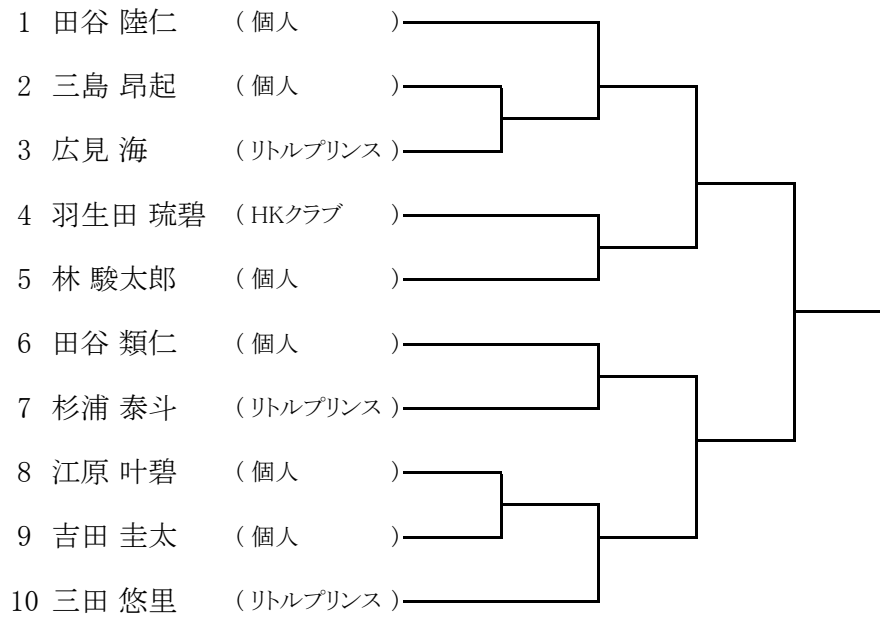 1 田谷 陸仁 (個人)
2 三島 昂起 (個人)
3 広見 海 (リトルプリンス)
4 羽生田 琉碧 (HKクラブ)
5 林 駿太郎 (個人)
6 田谷 類仁 (個人)
7 杉浦 泰斗 (リトルプリンス)
8 江原 叶碧 (個人)
9 吉田 圭太 (個人)
10 三田 悠里 (リトルプリンス)